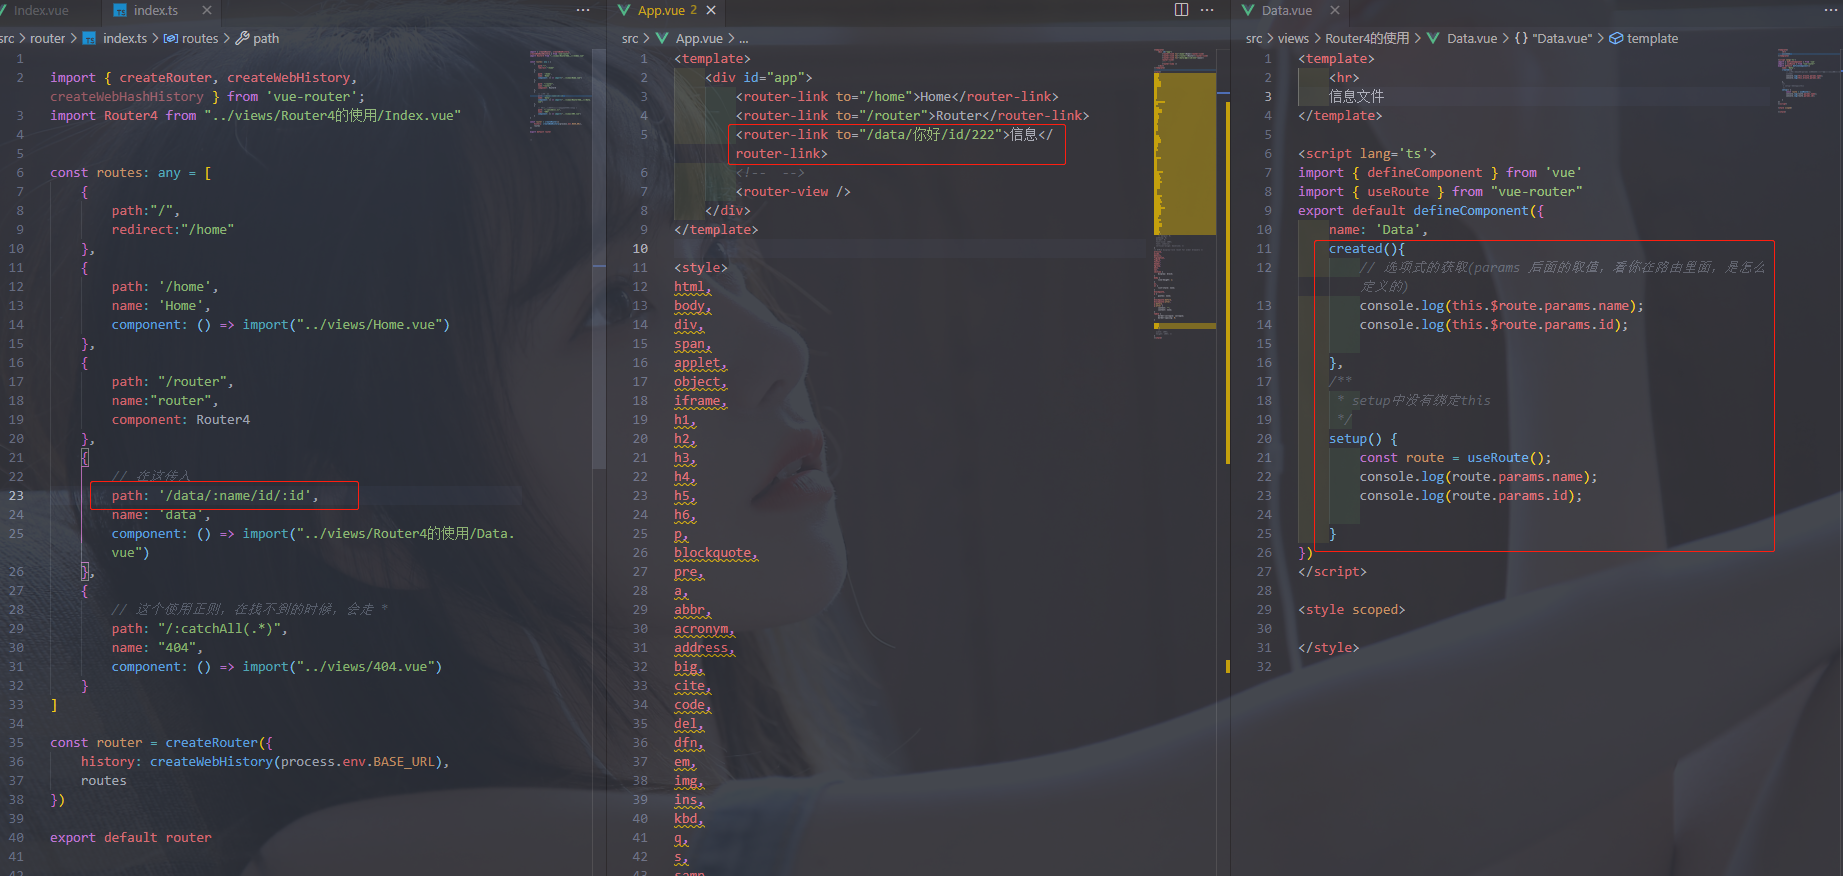 Index.vue
index.ts
src > router > index.ts > routes > path
1
2 import { createRouter, createWebHistory,
createWebHashHistory } from 'vue-router';
3 import Router4 from "../views/Router4的使用/Index.vue"
4
5
6 const routes: any = [
7 {
8 path:"/",
9 redirect:"/home"
10 },
11 {
12 path: '/home',
13 name: 'Home',
14 component: () => import("../views/Home.vue")
15 },
16 {
17 path: "/router",
18 name:"router",
19 component: Router4
20 },
21 {
22 // 在这传入
23 path: '/data/:name/id/:id',
24 name: 'data',
25 component: () => import("../views/Router4的使用/Data.
vue")
26 },
27 {
28 // 这个使用正则，在找不到的时候，会走 *
29 path: "/:catchAll(.*)",
30 name: "404",
31 component: () => import("../views/404.vue")
32 }
33 ]
34
35 const router = createRouter({
36 history: createWebHistory(process.env.BASE_URL),
37 routes
38 })
39
40 export default router
41
42
App.vue 2
src > App.vue > ...
1 <template>
2 <div id="app">
3 <router-link to="/home">Home</router-link>
4 <router-link to="/router">Router</router-link>
5 <router-link to="/data/你好/id/222">信息</
router-link>
6 <!--  -->
7 <router-view />
8 </div>
9 </template>
10
11 <style>
12 html,
13 body,
14 div,
15 span,
16 applet,
17 object,
18 iframe,
19 h1,
20 h2,
21 h3,
22 h4,
23 h5,
24 h6,
25 p,
26 blockquote,
27 pre,
28 a,
29 abbr,
30 acronym,
31 address,
32 big,
33 cite,
34 code,
35 del,
36 dfn,
37 em,
38 img,
39 ins,
40 kbd,
41 q,
42 s,
43 samp,
Data.vue
src > views > Router4的使用 > Data.vue > {} "Data.vue" > template
1 <template>
2 <hr>
3 信息文件
4 </template>
5
6 <script lang='ts'>
7 import { defineComponent } from 'vue'
8 import { useRoute } from "vue-router"
9 export default defineComponent({
10 name: 'Data',
11 created(){
12 // 选项式的获取(params 后面的取值，看你在路由里面，是怎么
定义的)
13 console.log(this.$route.params.name);
14 console.log(this.$route.params.id);
15
16 },
17 /**
18 * setup中没有绑定this
19 */
20 setup() {
21 const route = useRoute();
22 console.log(route.params.name);
23 console.log(route.params.id);
24
25 }
26 })
27 </script>
28
29 <style scoped>
30
31 </style>
32